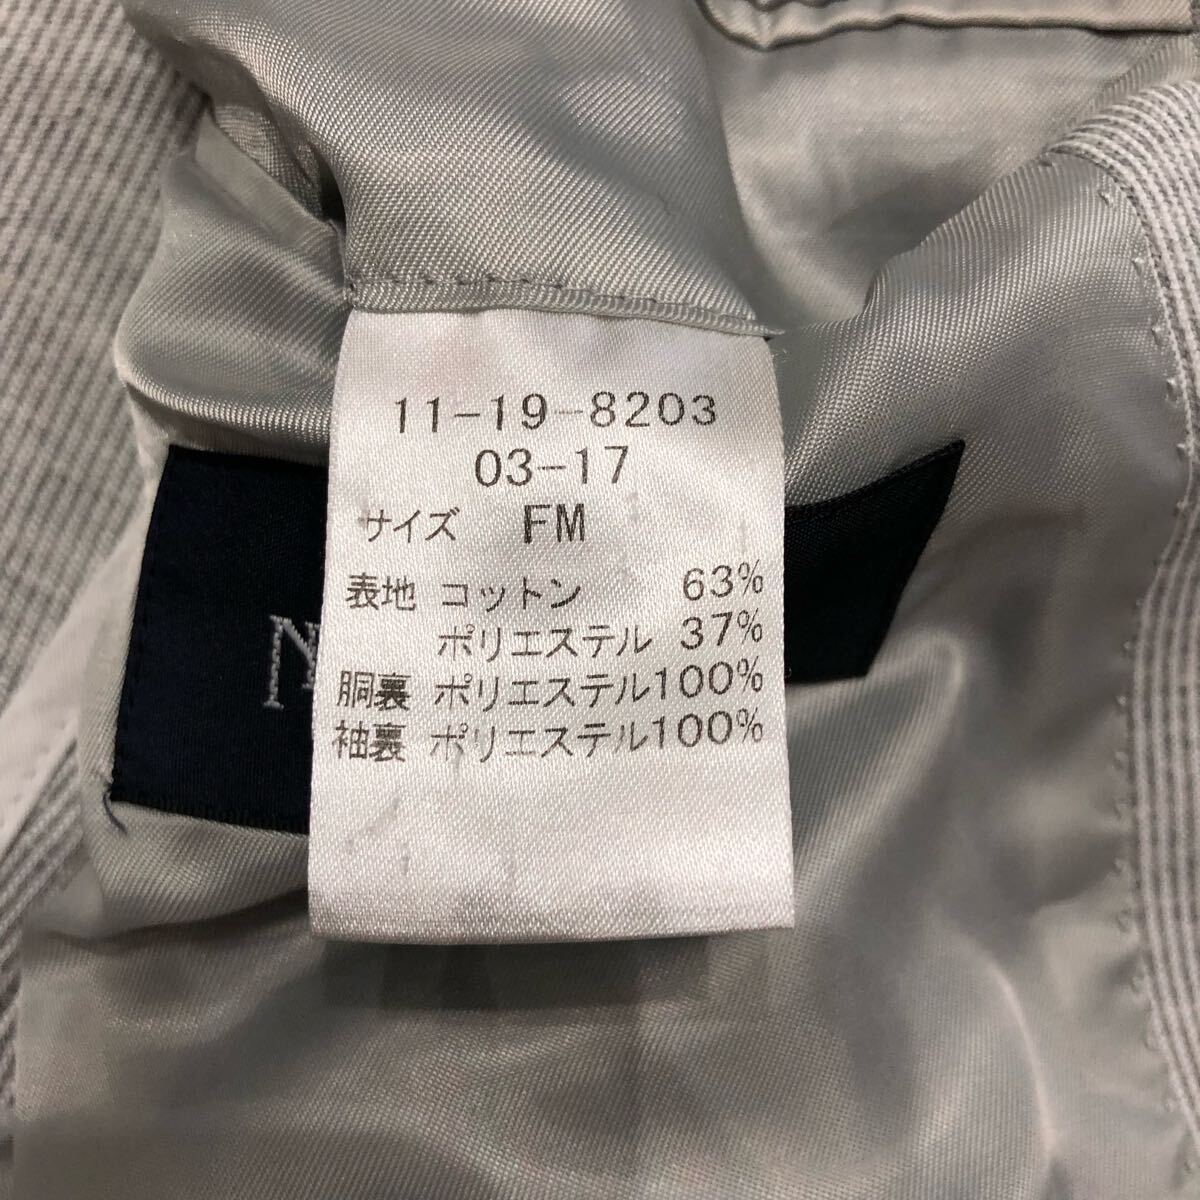 11-19-8203
03-17
サイズ FM
表地 コットン 63%
ポリエステル 37%
胴裏 ポリエステル100%
袖裏 ポリエステル100%
N